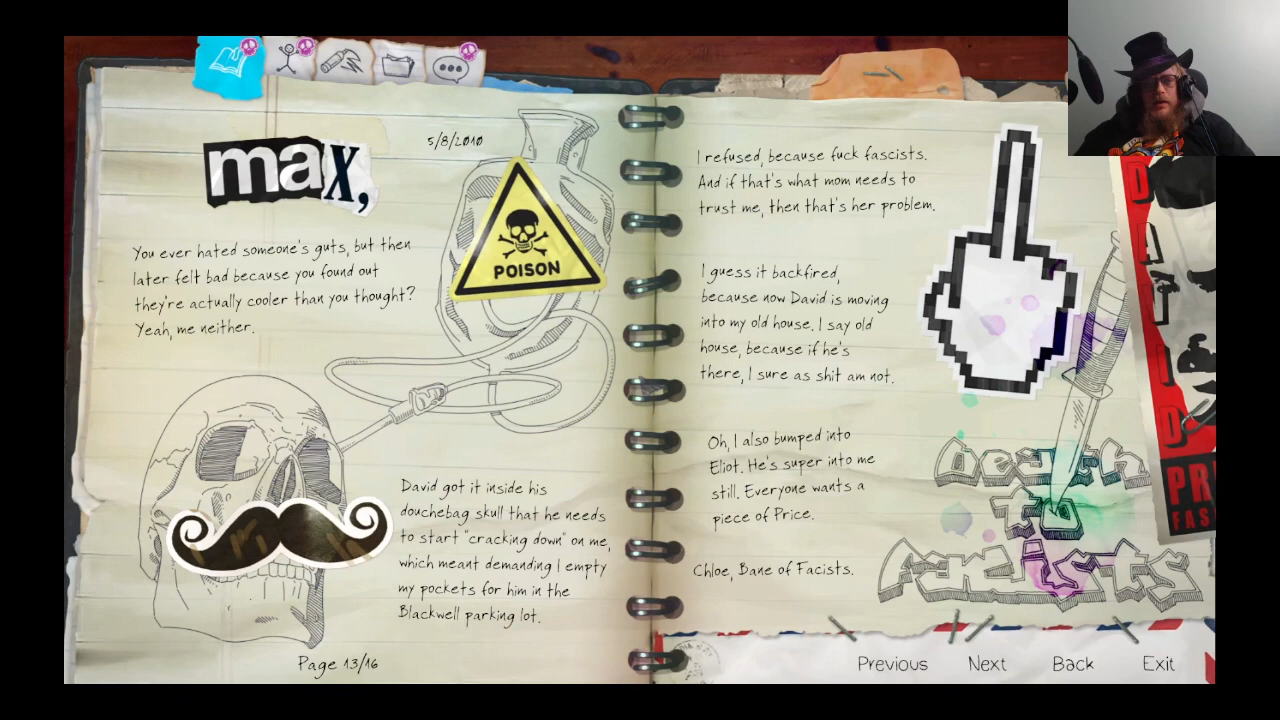 max,
5/8/2010
POISON
You ever hated someone's guts, but then
later felt bad because you found out
they're actually cooler than you thought?
Yeah, me neither.
David got it inside his
douchebag skull that he needs
to start "cracking down" on me,
which meant demanding I empty
my pockets for him in the
Blackwell parking lot.
Page 13/16
I refused, because fuck fascists.
And if that's what mom needs to
trust me, then that's her problem.
I guess it backfired,
because now David is moving
into my old house. I say old
house, because if he's
there, I sure as shit am not.
Oh, I also bumped into
Eliot. He's super into me
still. Everyone wants a
piece of Price.
Chloe, Bane of Facists.
DAVID
PRI
FAS
Death
to
Previous
Next
Back
Exit